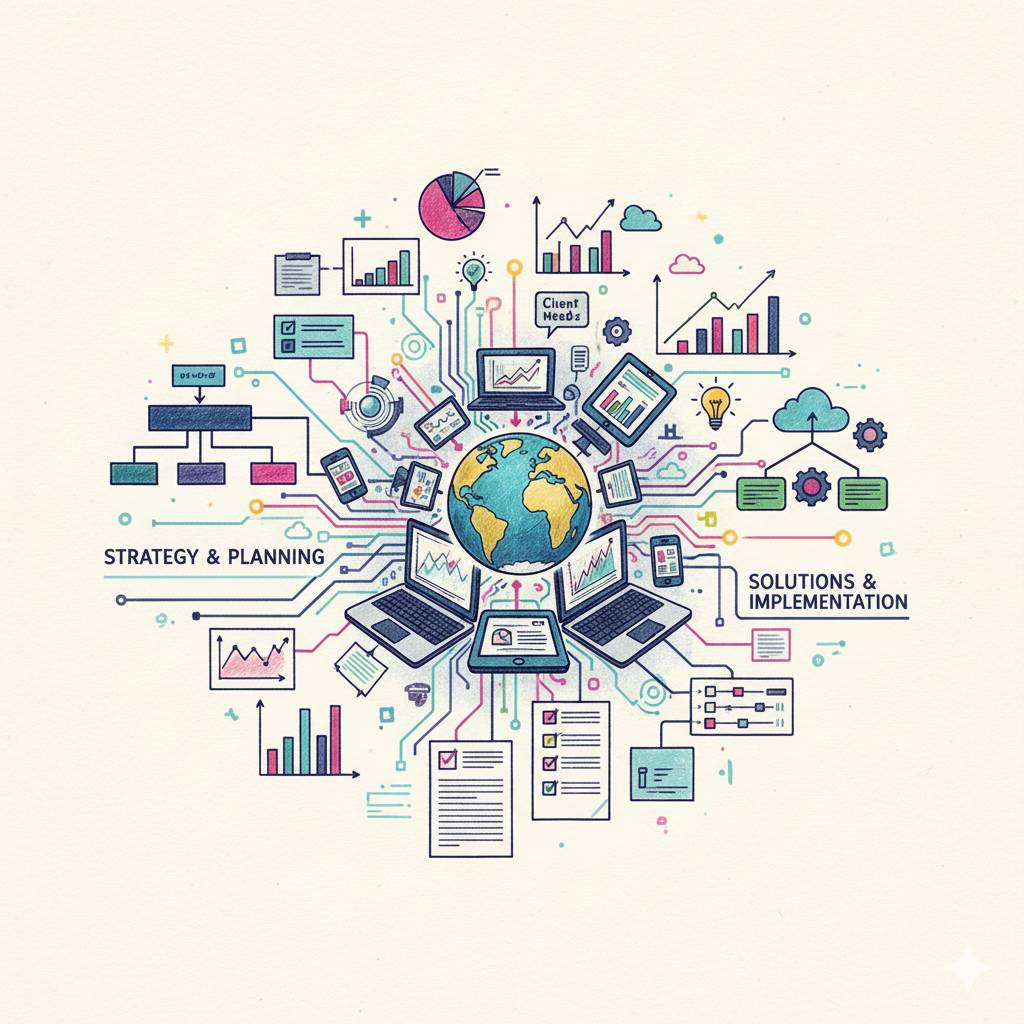 Client
Needs
STRATEGY & PLANNING
SOLUTIONS &
IMPLEMENTATION